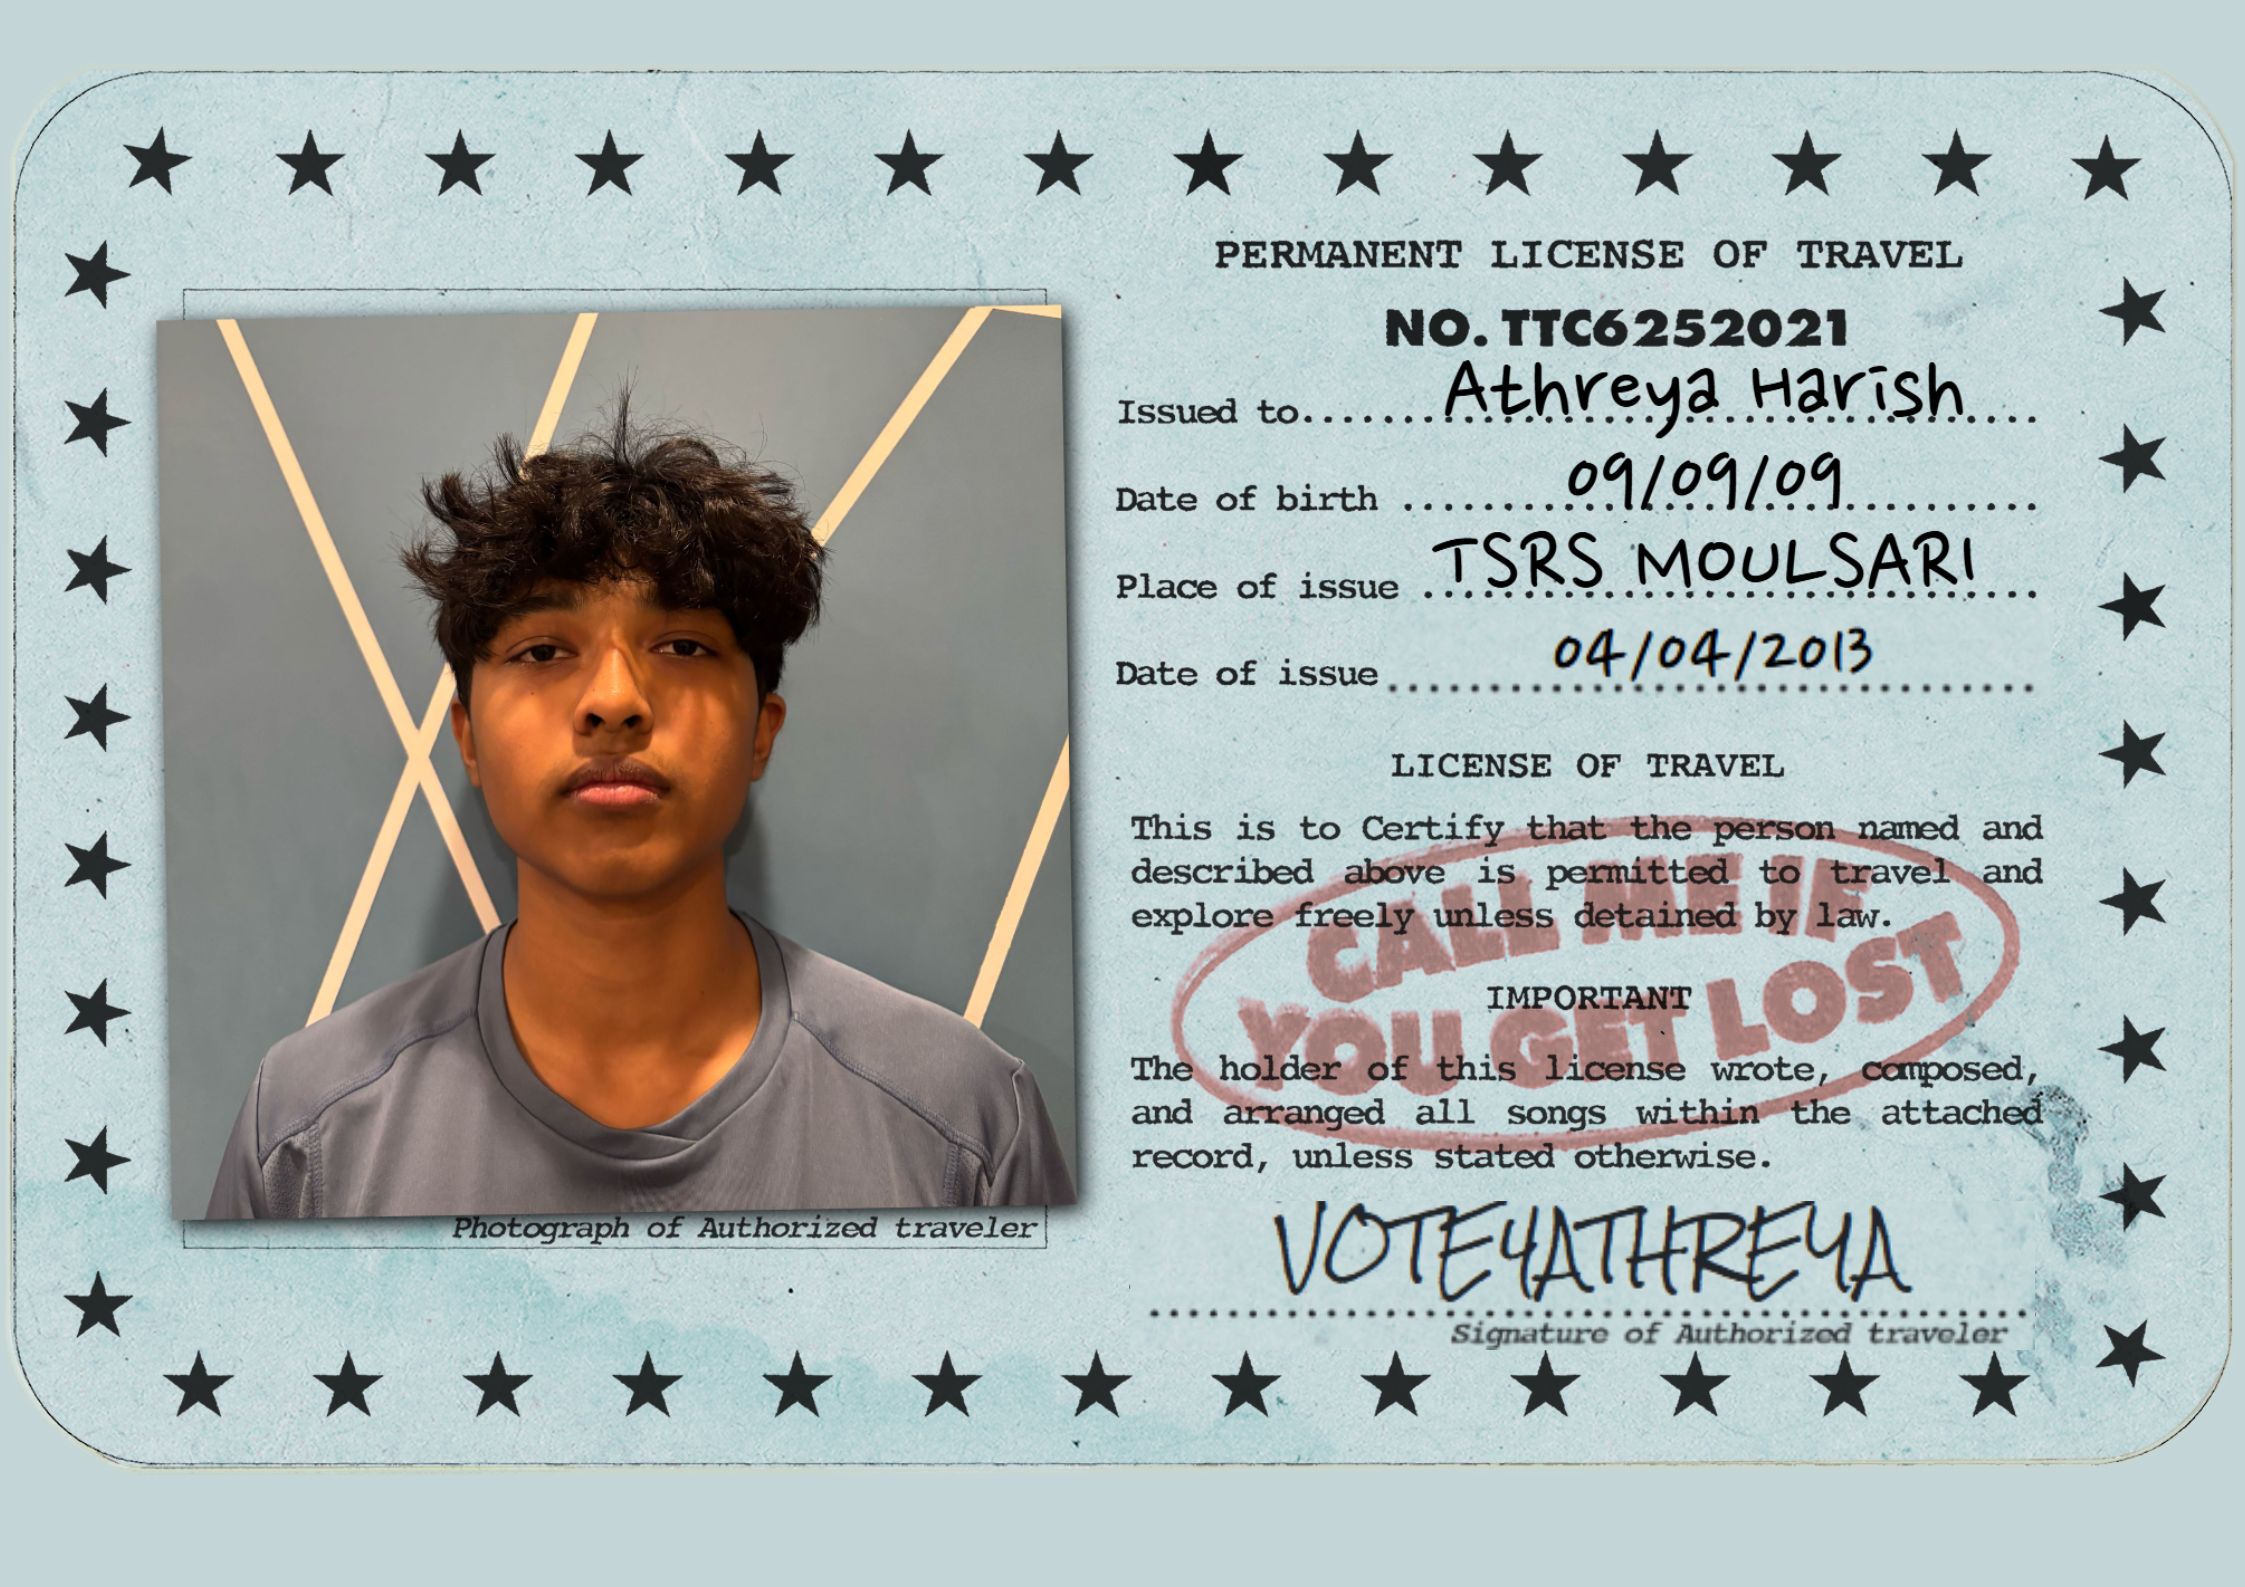 PERMANENT LICENSE OF TRAVEL
NO. TTC6252021
Issued to........Athreya Harish....
Date of birth ........09/09/09..........
Place of issue ..TSRS MOULSARI....
Date of issue........04/04/2013..........
LICENSE OF TRAVEL
This is to Certify that the person named and
described above is permitted to travel and
explore freely unless detained by law.
CALL ME IF
YOU GET LOST
IMPORTANT
The holder of this license wrote, composed,
and arranged all songs within the attached
record, unless stated otherwise.
VOTE4ATHREYA
Signature of Authorized traveler
Photograph of Authorized traveler